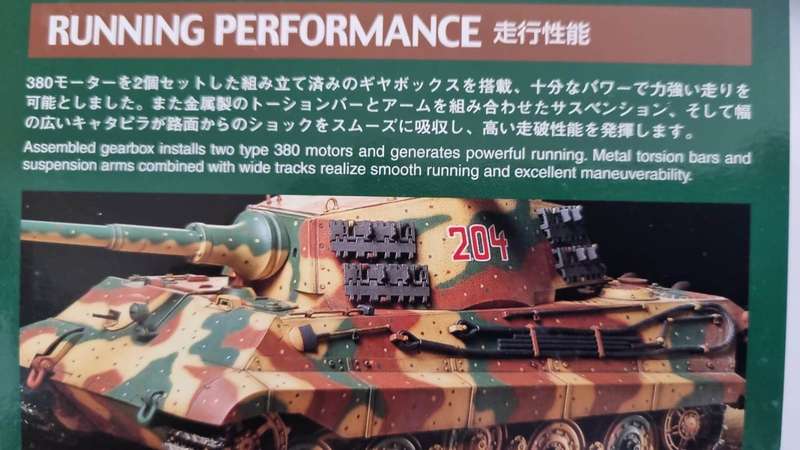 RUNNING PERFORMANCE 走行性能
380モーターを2個セットした組み立て済みのギヤボックスを搭載、十分なパワーで力強い走りを
可能としました。また金属製のトーションバーとアームを組み合わせたサスペンション、そして幅
の広いキャタピラが路面からのショックをスムーズに吸収し、高い走破性能を発揮します。
Assembled gearbox installs two type 380 motors and generates powerful running. Metal torsion bars and
suspension arms combined with wide tracks realize smooth running and excellent maneuverability.
204